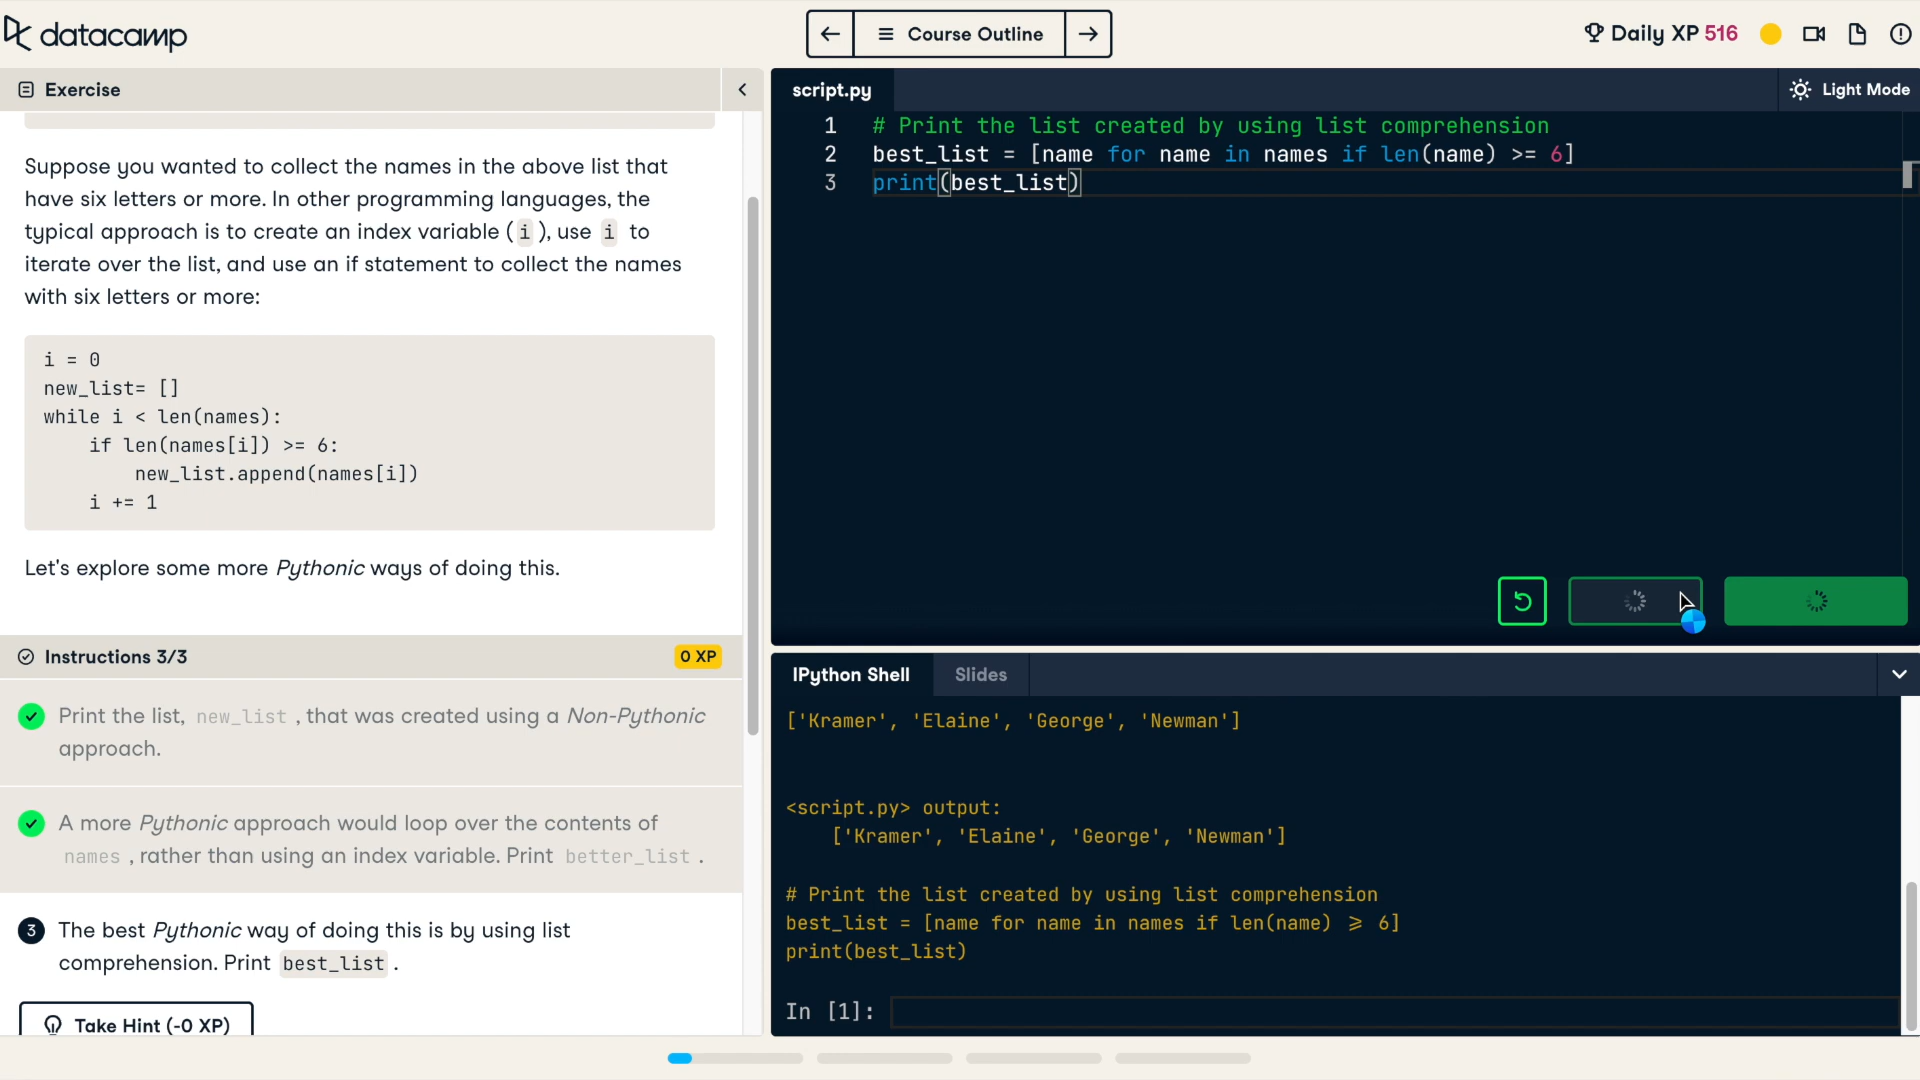 datacamp
Course Outline
Daily XP 516
Exercise
Suppose you wanted to collect the names in the above list that
have six letters or more. In other programming languages, the
typical approach is to create an index variable ( i ), use i to
iterate over the list, and use an if statement to collect the names
with six letters or more:
i = 0
new_list= []
while i < len(names):
    if len(names[i]) >= 6:
        new_list.append(names[i])
    i += 1
Let's explore some more Pythonic ways of doing this.
Instructions 3/3
0 XP
Print the list, new_list , that was created using a Non-Pythonic
approach.
A more Pythonic approach would loop over the contents of
names , rather than using an index variable. Print better_list .
3 The best Pythonic way of doing this is by using list
comprehension. Print best_list .
Take Hint (-0 XP)
script.py
Light Mode
1 # Print the list created by using list comprehension
2 best_list = [name for name in names if len(name) >= 6]
3 print(best_list)
IPython Shell
Slides
['Kramer', 'Elaine', 'George', 'Newman']
<script.py> output:
    ['Kramer', 'Elaine', 'George', 'Newman']
# Print the list created by using list comprehension
best_list = [name for name in names if len(name) ⩾ 6]
print(best_list)
In [1]: